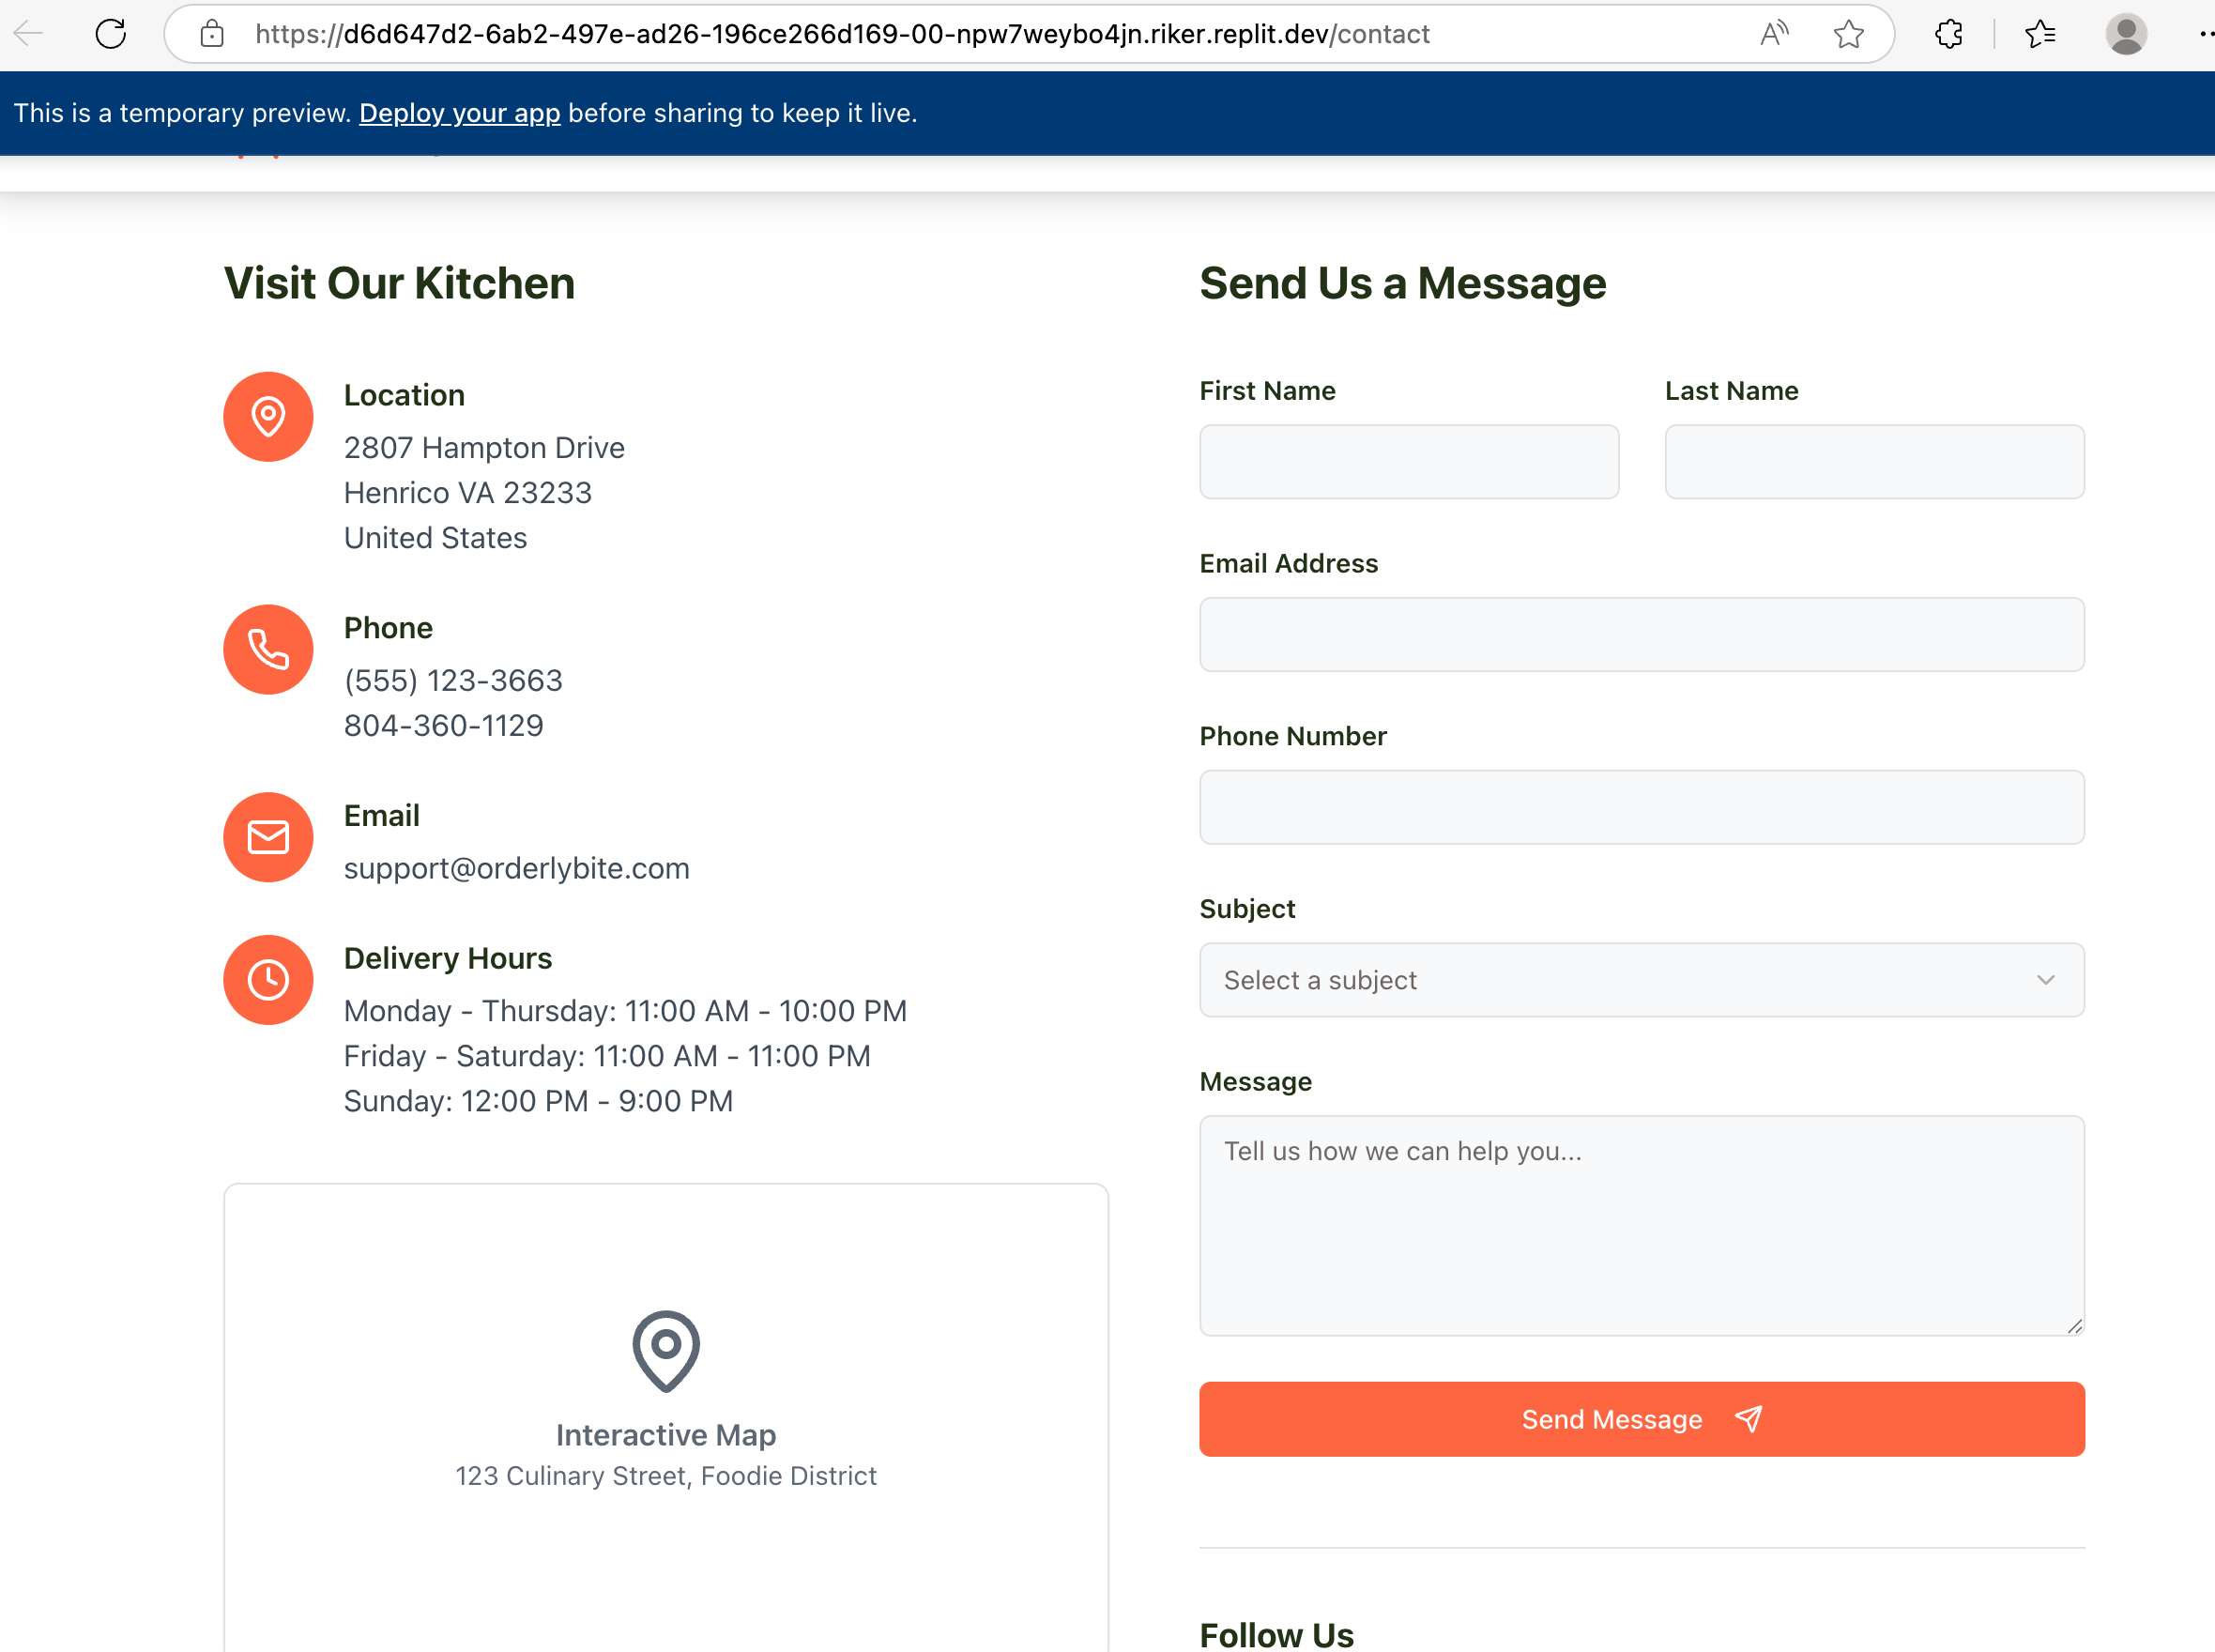 https://d6d647d2-6ab2-497e-ad26-196ce266d169-00-npw7weybo4jn.riker.replit.dev/contact
This is a temporary preview. Deploy your app before sharing to keep it live.
Visit Our Kitchen
Location
2807 Hampton Drive
Henrico VA 23233
United States
Phone
(555) 123-3663
804-360-1129
Email
support@orderlybite.com
Delivery Hours
Monday - Thursday: 11:00 AM - 10:00 PM
Friday - Saturday: 11:00 AM - 11:00 PM
Sunday: 12:00 PM - 9:00 PM
Interactive Map
123 Culinary Street, Foodie District
Send Us a Message
First Name
Last Name
Email Address
Phone Number
Subject
Select a subject
Message
Tell us how we can help you...
Send Message
Follow Us